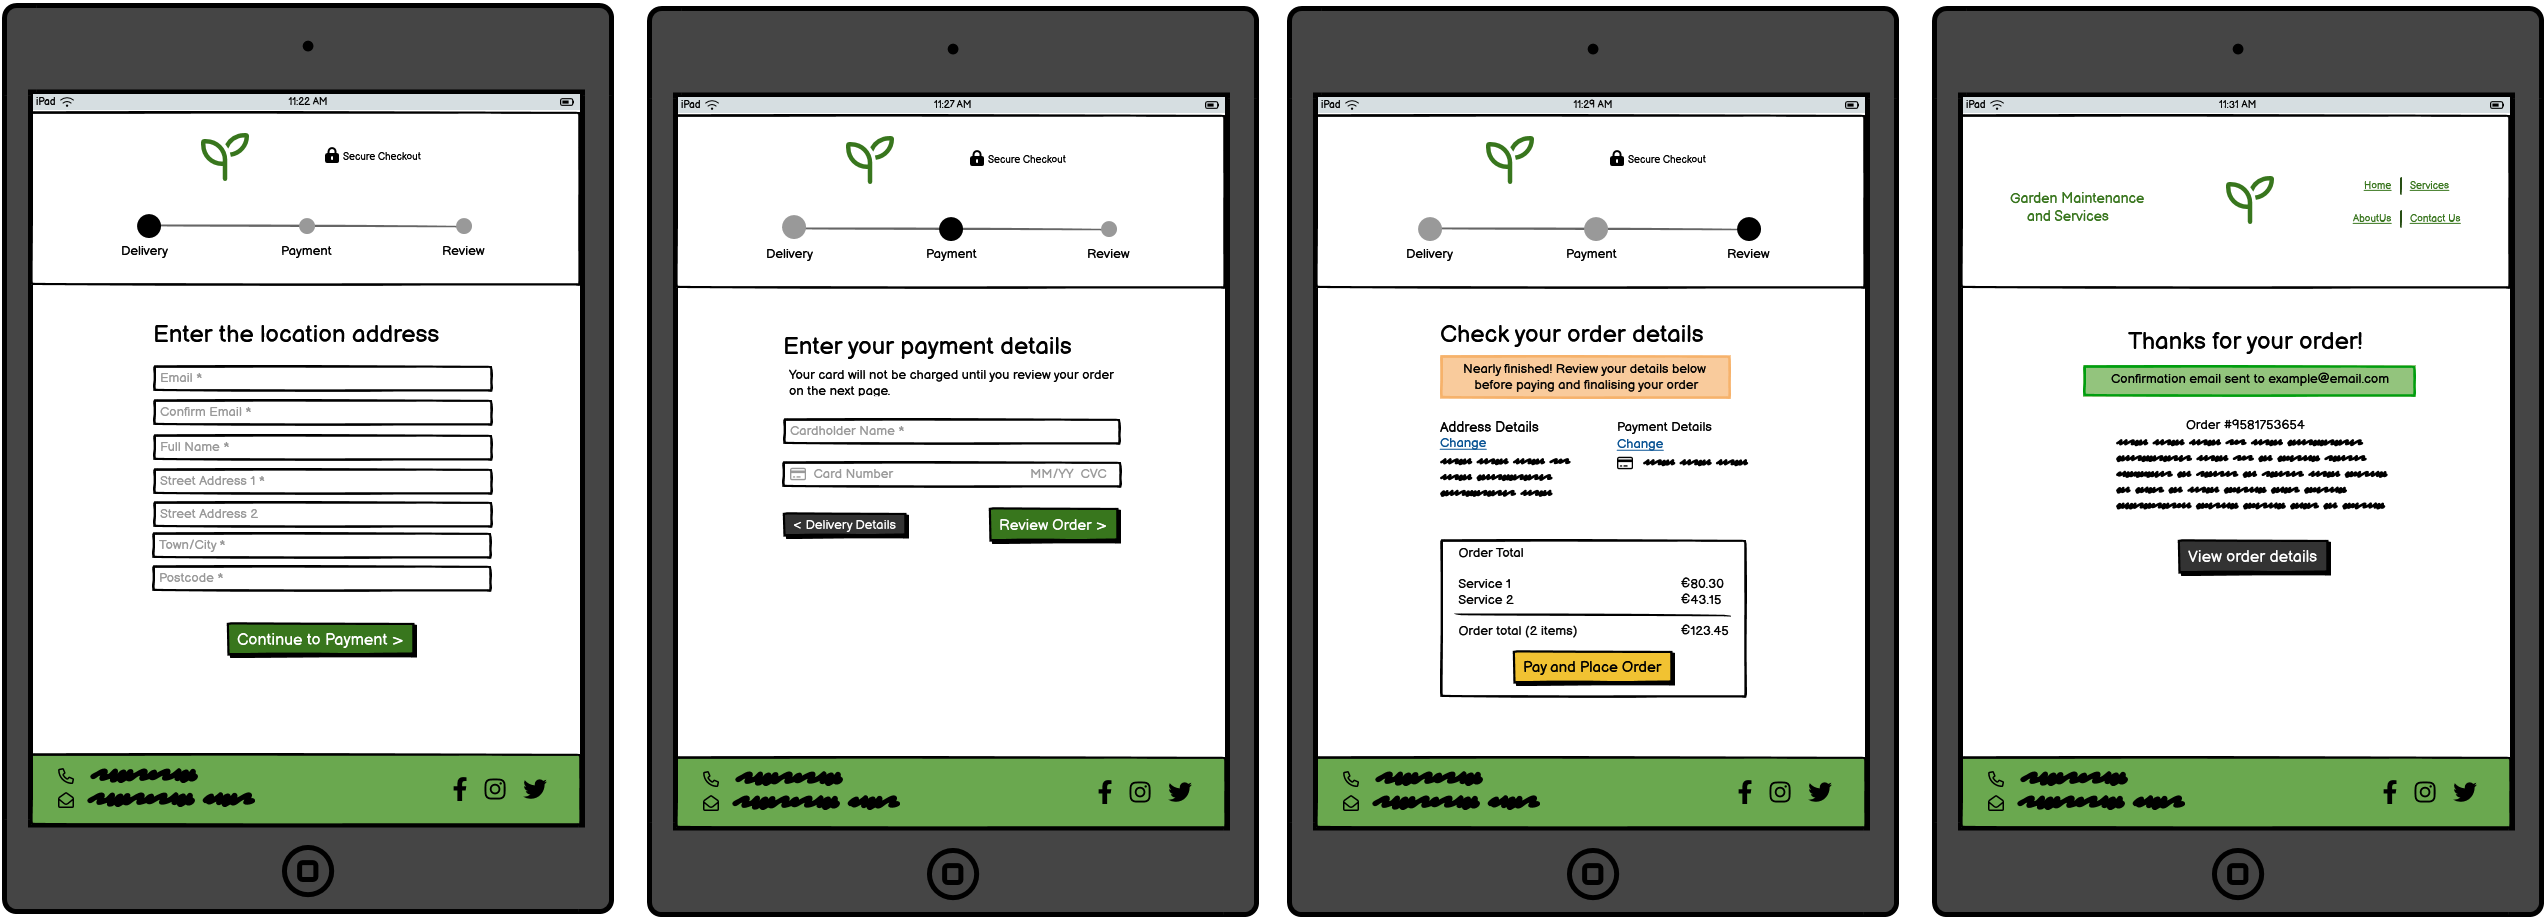 iPad
11:22 AM
Secure Checkout
Delivery
Payment
Review
Enter the location address
Email *
Confirm Email *
Full Name *
Street Address 1 *
Street Address 2
Town/City *
Postcode *
Continue to Payment >
iPad
11:27 AM
Secure Checkout
Delivery
Payment
Review
Enter your payment details
Your card will not be charged until you review your order
on the next page.
Cardholder Name *
Card Number MM/YY CVC
< Delivery Details
Review Order >
iPad
11:29 AM
Secure Checkout
Delivery
Payment
Review
Check your order details
Nearly finished! Review your details below
before paying and finalising your order
Address Details
Change
Payment Details
Change
Order Total
Service 1 €80.30
Service 2 €43.15
Order total (2 items) €123.45
Pay and Place Order
iPad
11:31 AM
Garden Maintenance
and Services
Home
Services
AboutUs
Contact Us
Thanks for your order!
Confirmation email sent to example@email.com
Order #9581753654
View order details